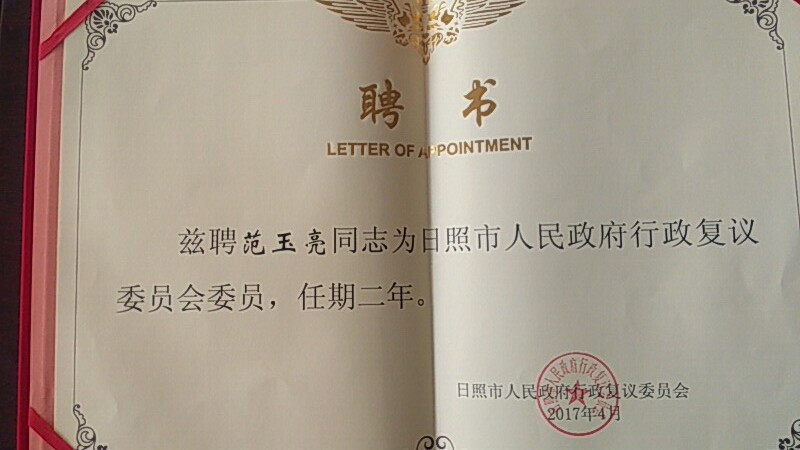 聘书
LETTER OF APPOINTMENT
兹聘范玉亮同志为日照市人民政府行政复议
委员会委员，任期二年。
日照市人民政府行政复议委员会
2017年4月